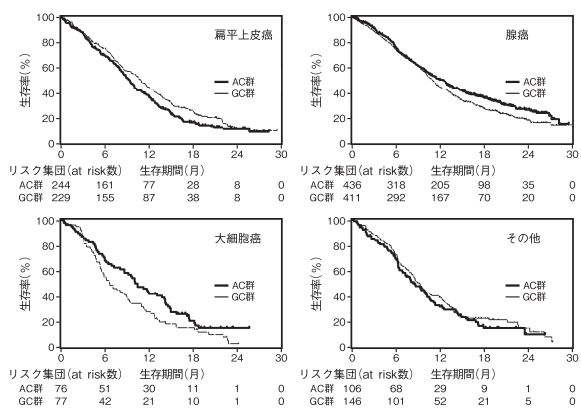 扁平上皮癌
生存率(%)
100
80
60
40
20
0
AC群
GC群
0 6 12 18 24 30
リスク集団(at risk数) 生存期間(月)
AC群 244 161 77 28 8 0
GC群 229 155 87 38 8 0
腺癌
生存率(%)
100
80
60
40
20
0
AC群
GC群
0 6 12 18 24 30
リスク集団(at risk数) 生存期間(月)
AC群 436 318 205 98 35 0
GC群 411 292 167 70 20 0
大細胞癌
生存率(%)
100
80
60
40
20
0
AC群
GC群
0 6 12 18 24 30
リスク集団(at risk数) 生存期間(月)
AC群 76 51 30 11 1 0
GC群 77 42 21 10 1 0
その他
生存率(%)
100
80
60
40
20
0
AC群
GC群
0 6 12 18 24 30
リスク集団(at risk数) 生存期間(月)
AC群 106 68 29 9 1 0
GC群 146 101 52 21 5 0